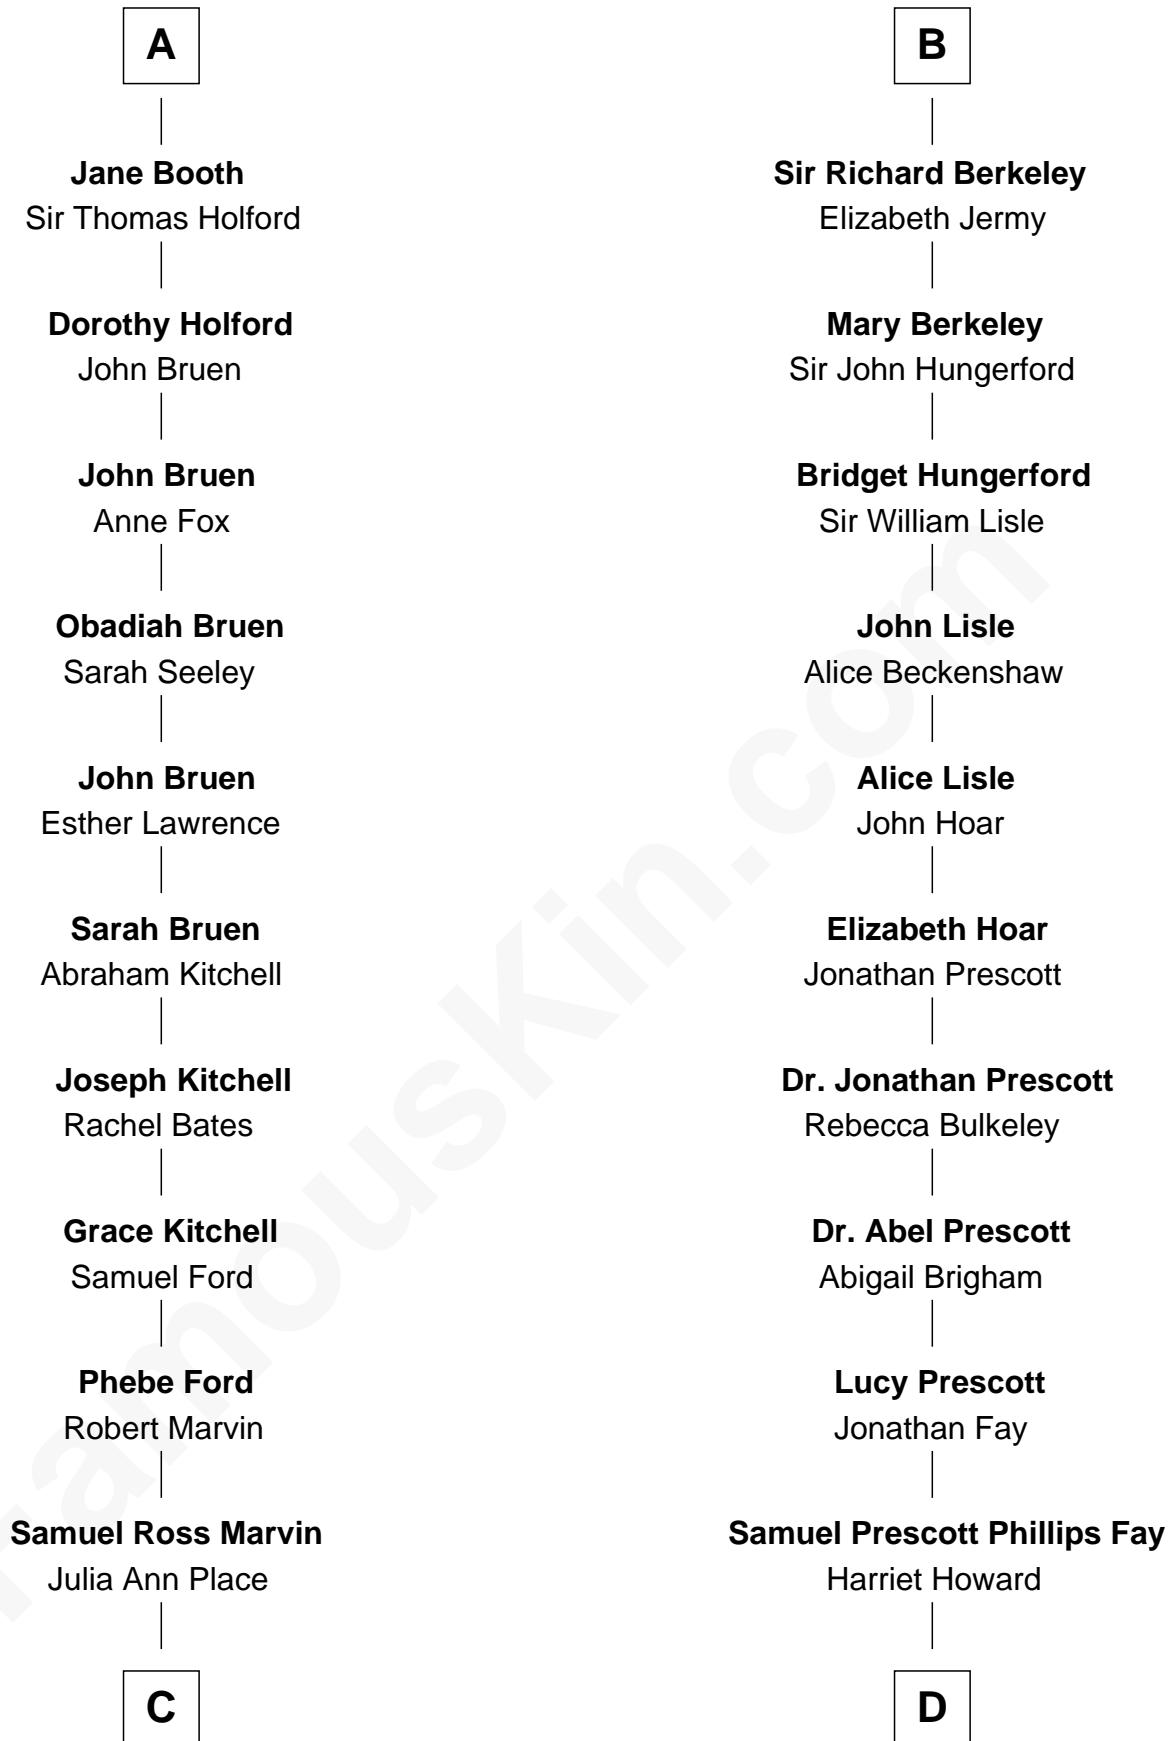 A
Jane Booth
Sir Thomas Holford
Dorothy Holford
John Bruen
John Bruen
Anne Fox
Obadiah Bruen
Sarah Seeley
John Bruen
Esther Lawrence
Sarah Bruen
Abraham Kitchell
Joseph Kitchell
Rachel Bates
Grace Kitchell
Samuel Ford
Phebe Ford
Robert Marvin
Samuel Ross Marvin
Julia Ann Place
C
B
Sir Richard Berkeley
Elizabeth Jermy
Mary Berkeley
Sir John Hungerford
Bridget Hungerford
Sir William Lisle
John Lisle
Alice Beckenshaw
Alice Lisle
John Hoar
Elizabeth Hoar
Jonathan Prescott
Dr. Jonathan Prescott
Rebecca Bulkeley
Dr. Abel Prescott
Abigail Brigham
Lucy Prescott
Jonathan Fay
Samuel Prescott Phillips Fay
Harriet Howard
D
FamousKin.com